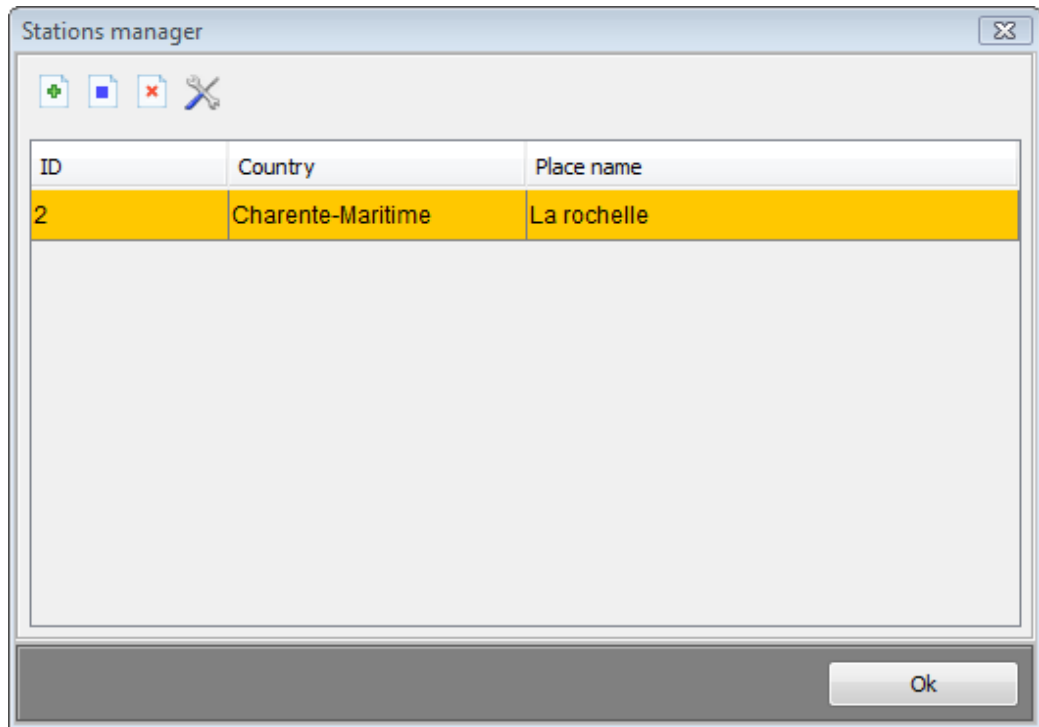 Stations manager
ID Country Place name
2 Charente-Maritime La rochelle
Ok